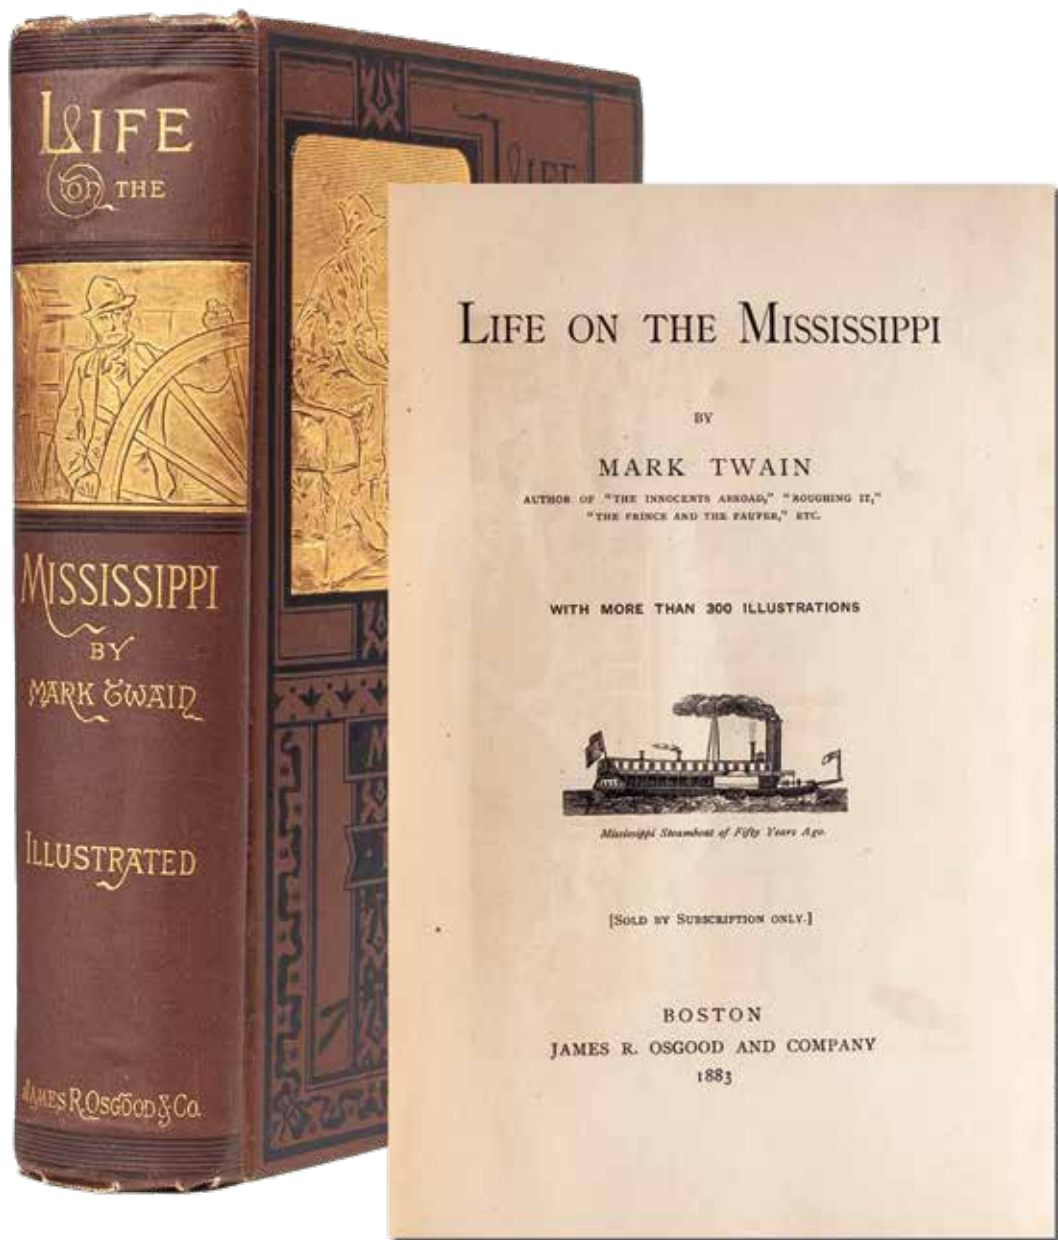 LIFE
ON THE
MISSISSIPPI
BY
MARK TWAIN
ILLUSTRATED
JAMES R. OSGOOD & CO.
LIFE
LIFE ON THE MISSISSIPPI
BY
MARK TWAIN
AUTHOR OF "THE INNOCENTS ABROAD," "ROUGHING IT,"
"THE PRINCE AND THE PAUPER," ETC.
WITH MORE THAN 300 ILLUSTRATIONS
Mississippi Steamboat of Fifty Years Ago.
[SOLD BY SUBSCRIPTION ONLY.]
BOSTON
JAMES R. OSGOOD AND COMPANY
1883